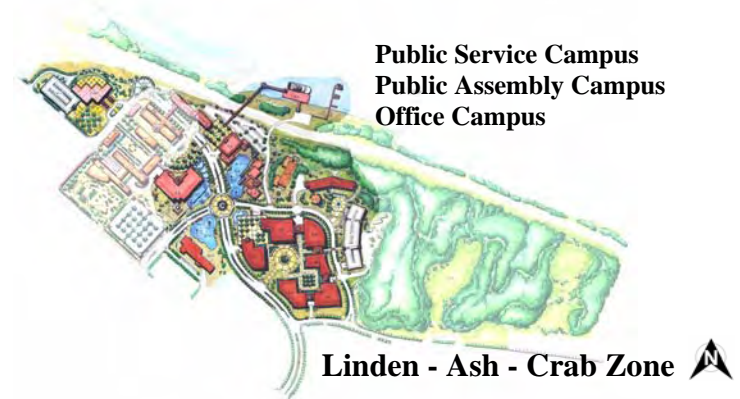 Public Service Campus
Public Assembly Campus
Office Campus
Linden - Ash - Crab Zone
N